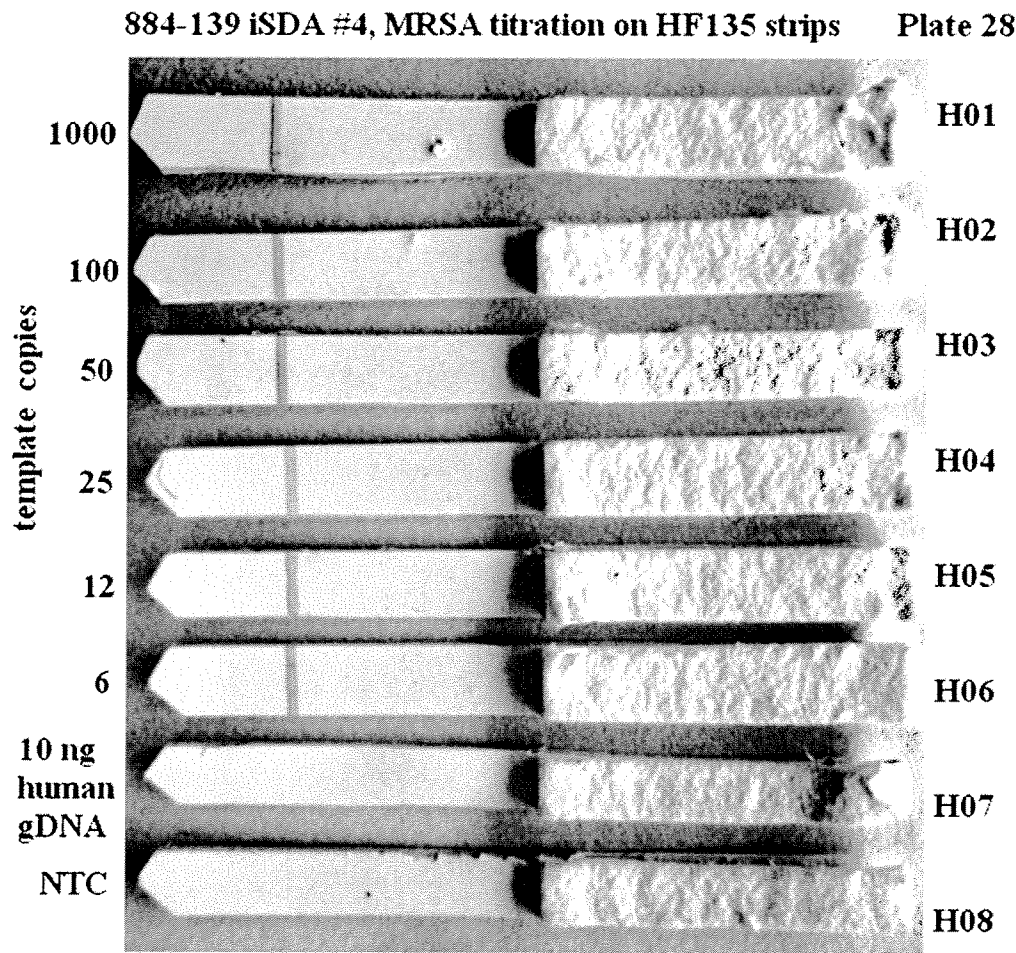 884-139 iSDA #4, MRSA titration on HF135 strips Plate 28
template copies
1000 H01
100 H02
50 H03
25 H04
12 H05
6 H06
10 ng
human
gDNA H07
NTC H08